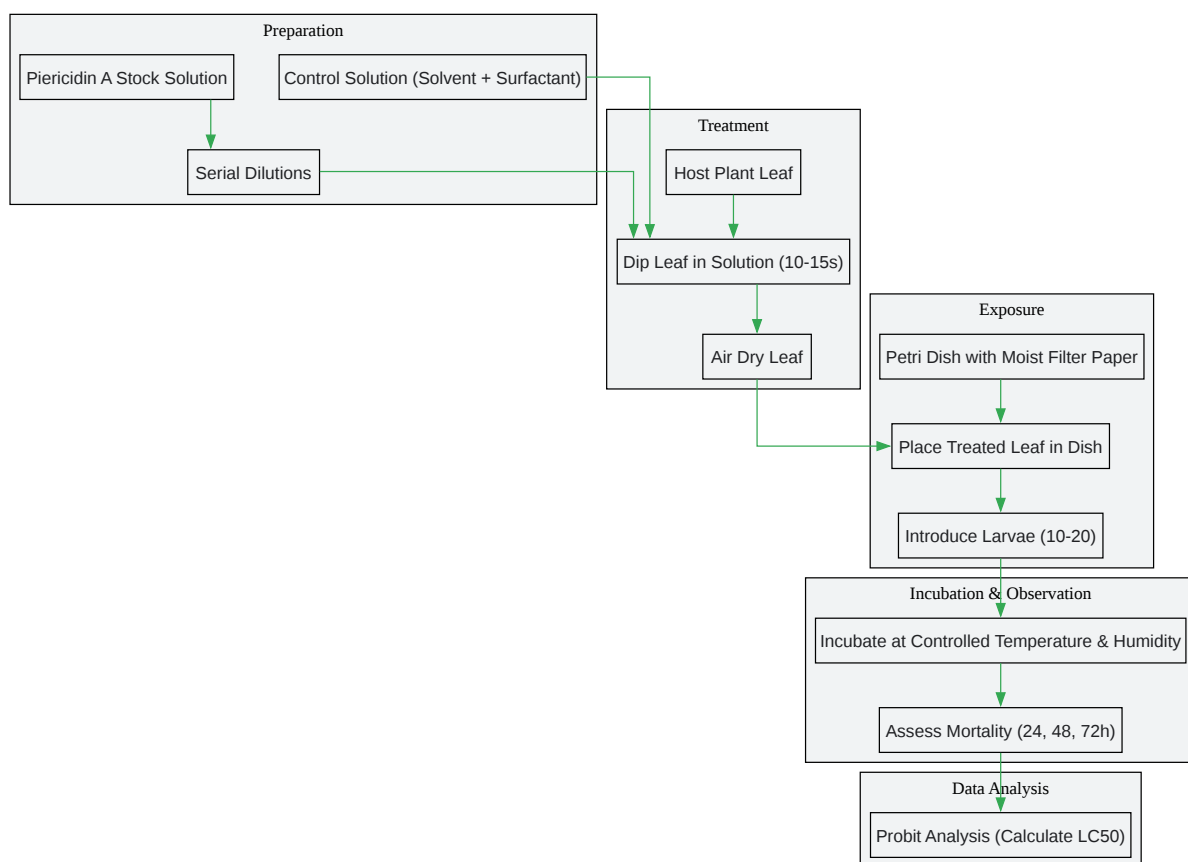 Preparation
Piericidin A Stock Solution
Control Solution (Solvent + Surfactant)
Serial Dilutions
Treatment
Host Plant Leaf
Dip Leaf in Solution (10-15s)
Air Dry Leaf
Exposure
Petri Dish with Moist Filter Paper
Place Treated Leaf in Dish
Introduce Larvae (10-20)
Incubation & Observation
Incubate at Controlled Temperature & Humidity
Assess Mortality (24, 48, 72h)
Data Analysis
Probit Analysis (Calculate LC50)